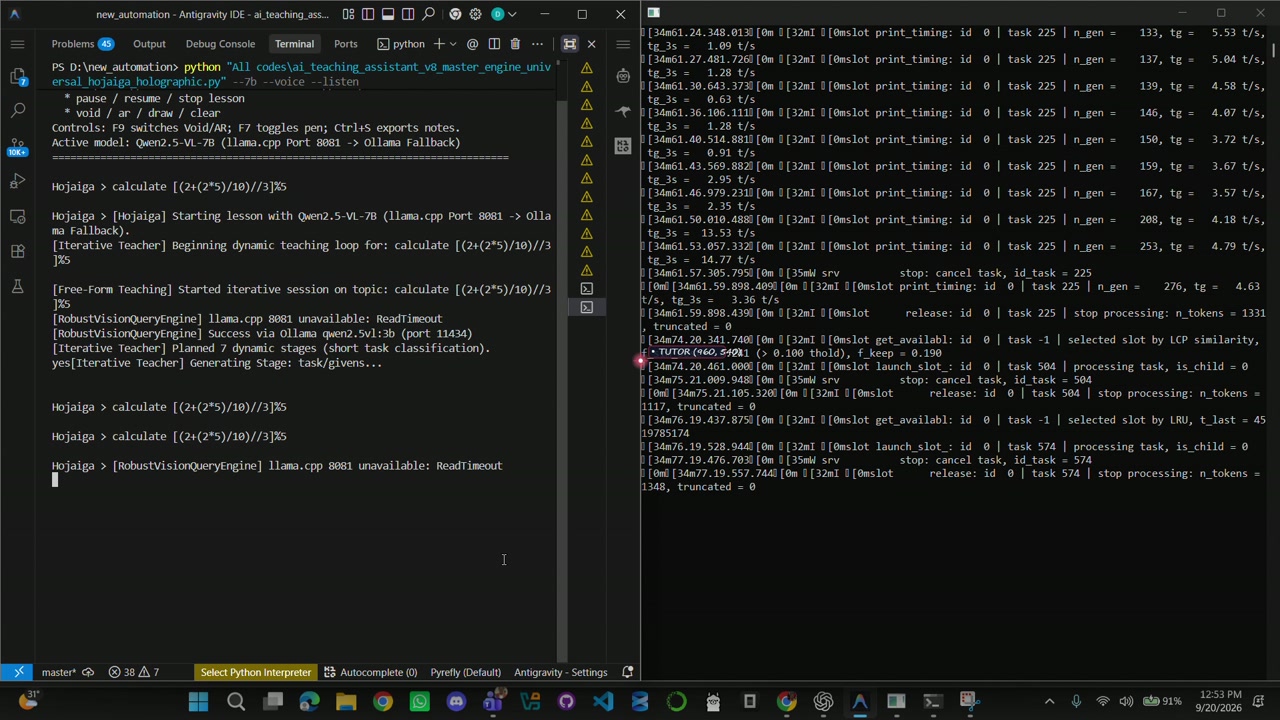 new_automation - Antigravity IDE - ai_teaching_ass...
D
Problems 45 Output Debug Console Terminal Ports python
PS D:\new_automation> python "All codes\ai_teaching_assistant_v8_master_engine_univ
ersal_hojaiga_holographic.py" --7b --voice --listen
* pause / resume / stop lesson
* void / ar / draw / clear
Controls: F9 switches Void/AR; F7 toggles pen; Ctrl+S exports notes.
Active model: Qwen2.5-VL-7B (llama.cpp Port 8081 -> Ollama Fallback)
============================================================================
Hojaiga > calculate [(2+(2*5)/10)//3]%5
Hojaiga > [Hojaiga] Starting lesson with Qwen2.5-VL-7B (llama.cpp Port 8081 -> Olla
ma Fallback).
[Iterative Teacher] Beginning dynamic teaching loop for: calculate [(2+(2*5)/10)//3
]%5
[Free-Form Teaching] Started iterative session on topic: calculate [(2+(2*5)/10)//3
]%5
[RobustVisionQueryEngine] llama.cpp 8081 unavailable: ReadTimeout
[RobustVisionQueryEngine] Success via Ollama qwen2.5vl:3b (port 11434)
[Iterative Teacher] Planned 7 dynamic stages (short task classification).
yes[Iterative Teacher] Generating Stage: task/givens...
Hojaiga > calculate [(2+(2*5)/10)//3]%5
Hojaiga > calculate [(2+(2*5)/10)//3]%5
Hojaiga > [RobustVisionQueryEngine] llama.cpp 8081 unavailable: ReadTimeout
7
10K+
master* 38 7 Select Python Interpreter Autocomplete (0) Pyrefly (Default) Antigravity - Settings
[34m61.24.348.013 [0m [32mI [0mslot print_timing: id 0 | task 225 | n_gen = 133, tg = 5.53 t/s,
tg_3s = 1.09 t/s
[34m61.27.481.726 [0m [32mI [0mslot print_timing: id 0 | task 225 | n_gen = 137, tg = 5.04 t/s,
tg_3s = 1.28 t/s
[34m61.30.643.373 [0m [32mI [0mslot print_timing: id 0 | task 225 | n_gen = 139, tg = 4.58 t/s,
tg_3s = 0.63 t/s
[34m61.36.106.111 [0m [32mI [0mslot print_timing: id 0 | task 225 | n_gen = 146, tg = 4.07 t/s,
tg_3s = 1.28 t/s
[34m61.40.514.881 [0m [32mI [0mslot print_timing: id 0 | task 225 | n_gen = 150, tg = 3.72 t/s,
tg_3s = 0.91 t/s
[34m61.43.569.882 [0m [32mI [0mslot print_timing: id 0 | task 225 | n_gen = 159, tg = 3.67 t/s,
tg_3s = 2.95 t/s
[34m61.46.979.231 [0m [32mI [0mslot print_timing: id 0 | task 225 | n_gen = 167, tg = 3.57 t/s,
tg_3s = 2.35 t/s
[34m61.50.010.488 [0m [32mI [0mslot print_timing: id 0 | task 225 | n_gen = 208, tg = 4.18 t/s,
tg_3s = 13.53 t/s
[34m61.53.057.332 [0m [32mI [0mslot print_timing: id 0 | task 225 | n_gen = 253, tg = 4.79 t/s,
tg_3s = 14.77 t/s
[34m61.57.305.795 [0m [35mW srv stop: cancel task, id_task = 225
[0m [34m61.59.898.409 [0m [32mI [0mslot print_timing: id 0 | task 225 | n_gen = 276, tg = 4.63
t/s, tg_3s = 3.36 t/s
[34m61.59.898.439 [0m [32mI [0mslot release: id 0 | task 225 | stop processing: n_tokens = 1331
, truncated = 0
[34m74.20.341.740 [0m [32mI [0mslot get_availabl: id 0 | task -1 | selected slot by LCP similarity,
• TUTOR (960, 540) (> 0.100 thold), f_keep = 0.190
[34m74.20.461.000 [0m [32mI [0mslot launch_slot_: id 0 | task 504 | processing task, is_child = 0
[34m75.21.009.948 [0m [35mW srv stop: cancel task, id_task = 504
[0m [34m75.21.105.320 [0m [32mI [0mslot release: id 0 | task 504 | stop processing: n_tokens =
1117, truncated = 0
[34m76.19.437.875 [0m [32mI [0mslot get_availabl: id 0 | task -1 | selected slot by LRU, t_last = 45
19785174
[34m76.19.528.944 [0m [32mI [0mslot launch_slot_: id 0 | task 574 | processing task, is_child = 0
[34m77.19.476.703 [0m [35mW srv stop: cancel task, id_task = 574
[0m [34m77.19.557.744 [0m [32mI [0mslot release: id 0 | task 574 | stop processing: n_tokens =
1348, truncated = 0
31°
91%
12:53 PM
9/20/2026